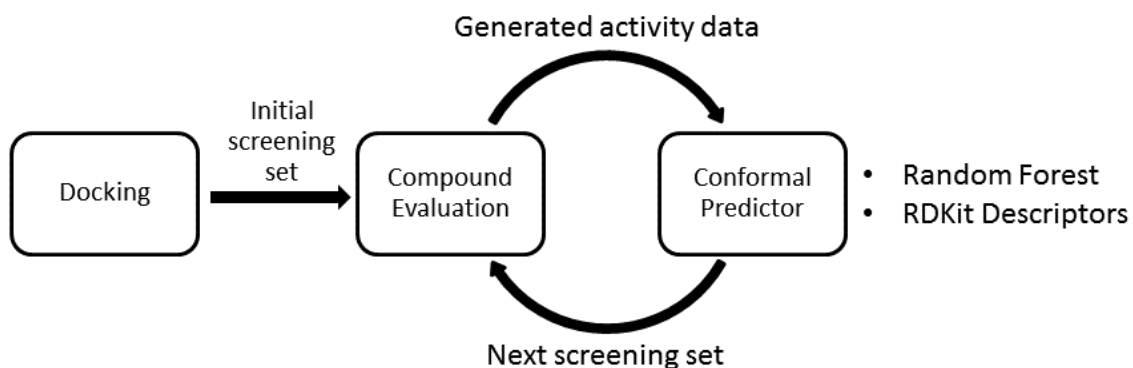 Generated activity data
Initial
screening
set
Docking
Compound
Evaluation
Conformal
Predictor
• Random Forest
• RDKit Descriptors
Next screening set